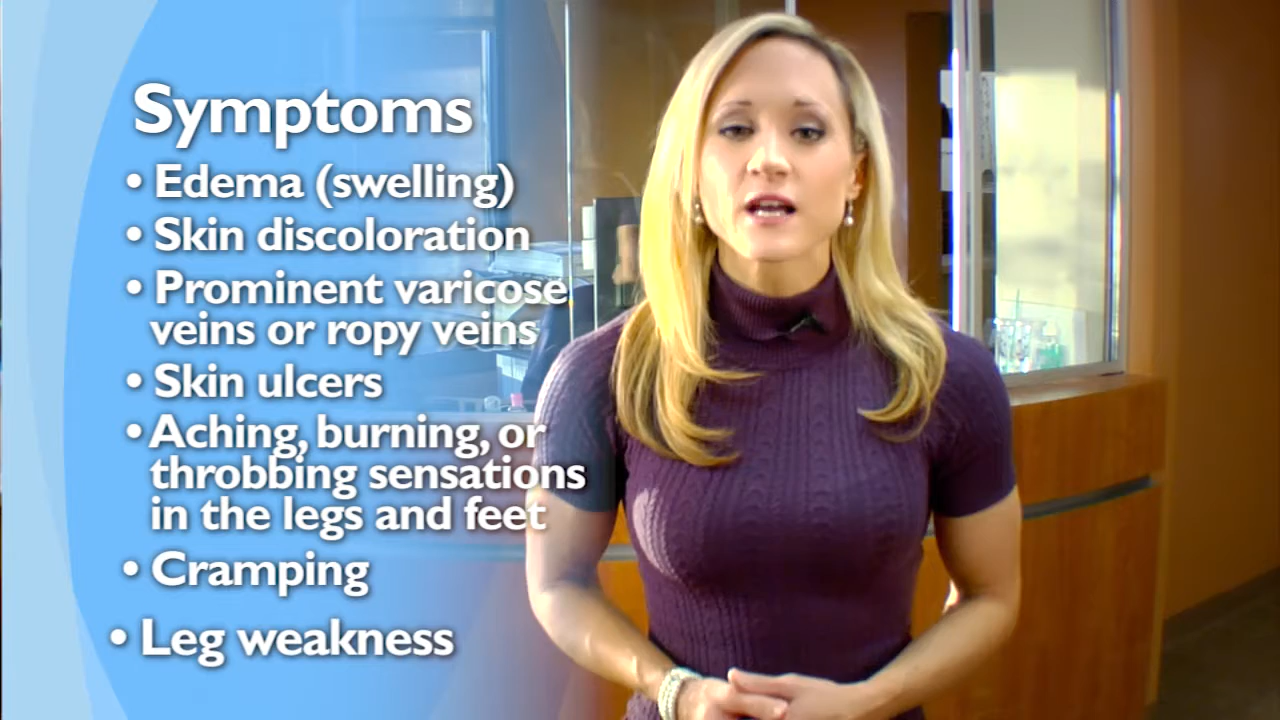 Symptoms
• Edema (swelling)
• Skin discoloration
• Prominent varicose
veins or ropy veins
• Skin ulcers
• Aching, burning, or
throbbing sensations
in the legs and feet
• Cramping
• Leg weakness